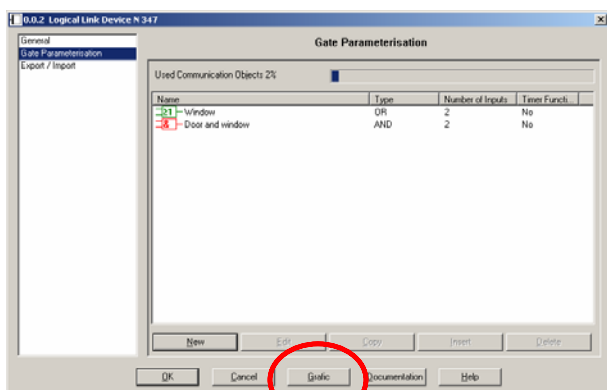 0.0.2 Logical Link Device N 347
General
Gate Parameterisation
Export / Import
Gate Parameterisation
Used Communication Objects 2%
Name Type Number of Inputs Timer Functi...
≥1 Window OR 2 No
& Door and window AND 2 No
New Edit Copy Insert Delete
OK Cancel Grafic Documentation Help